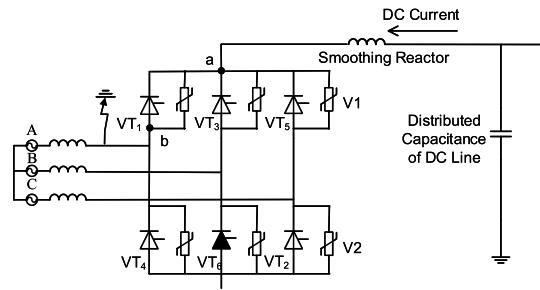 DC Current
a
Smoothing Reactor
VT1
VT3
VT5
V1
b
A
B
C
Distributed
Capacitance
of DC Line
VT4
VT6
VT2
V2